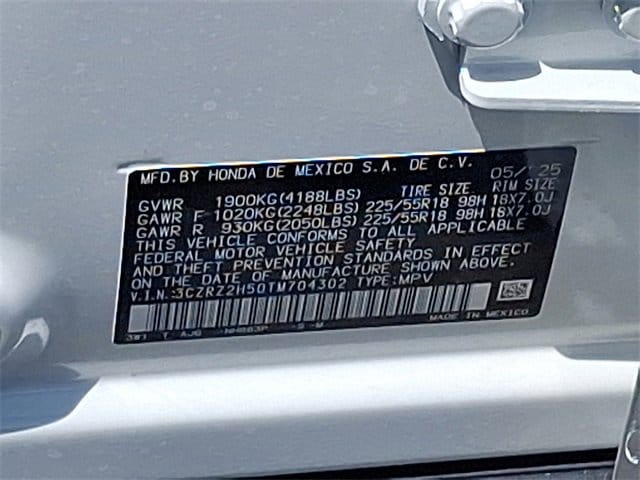 MFD.BY HONDA DE MEXICO S.A. DE C.V. 05/'25
GVWR 1900KG(4188LBS) TIRE SIZE RIM SIZE
GAWR F 1020KG(2248LBS) 225/55R18 98H 18X7.0J
GAWR R 930KG(2050LBS) 225/55R18 98H 18X7.0J
THIS VEHICLE CONFORMS TO ALL APPLICABLE
FEDERAL MOTOR VEHICLE SAFETY
AND THEFT PREVENTION STANDARDS IN EFFECT
ON THE DATE OF MANUFACTURE SHOWN ABOVE.
V.I.N.:3CZRZ2H50TM704302 TYPE:MPV
MADE IN MEXICO